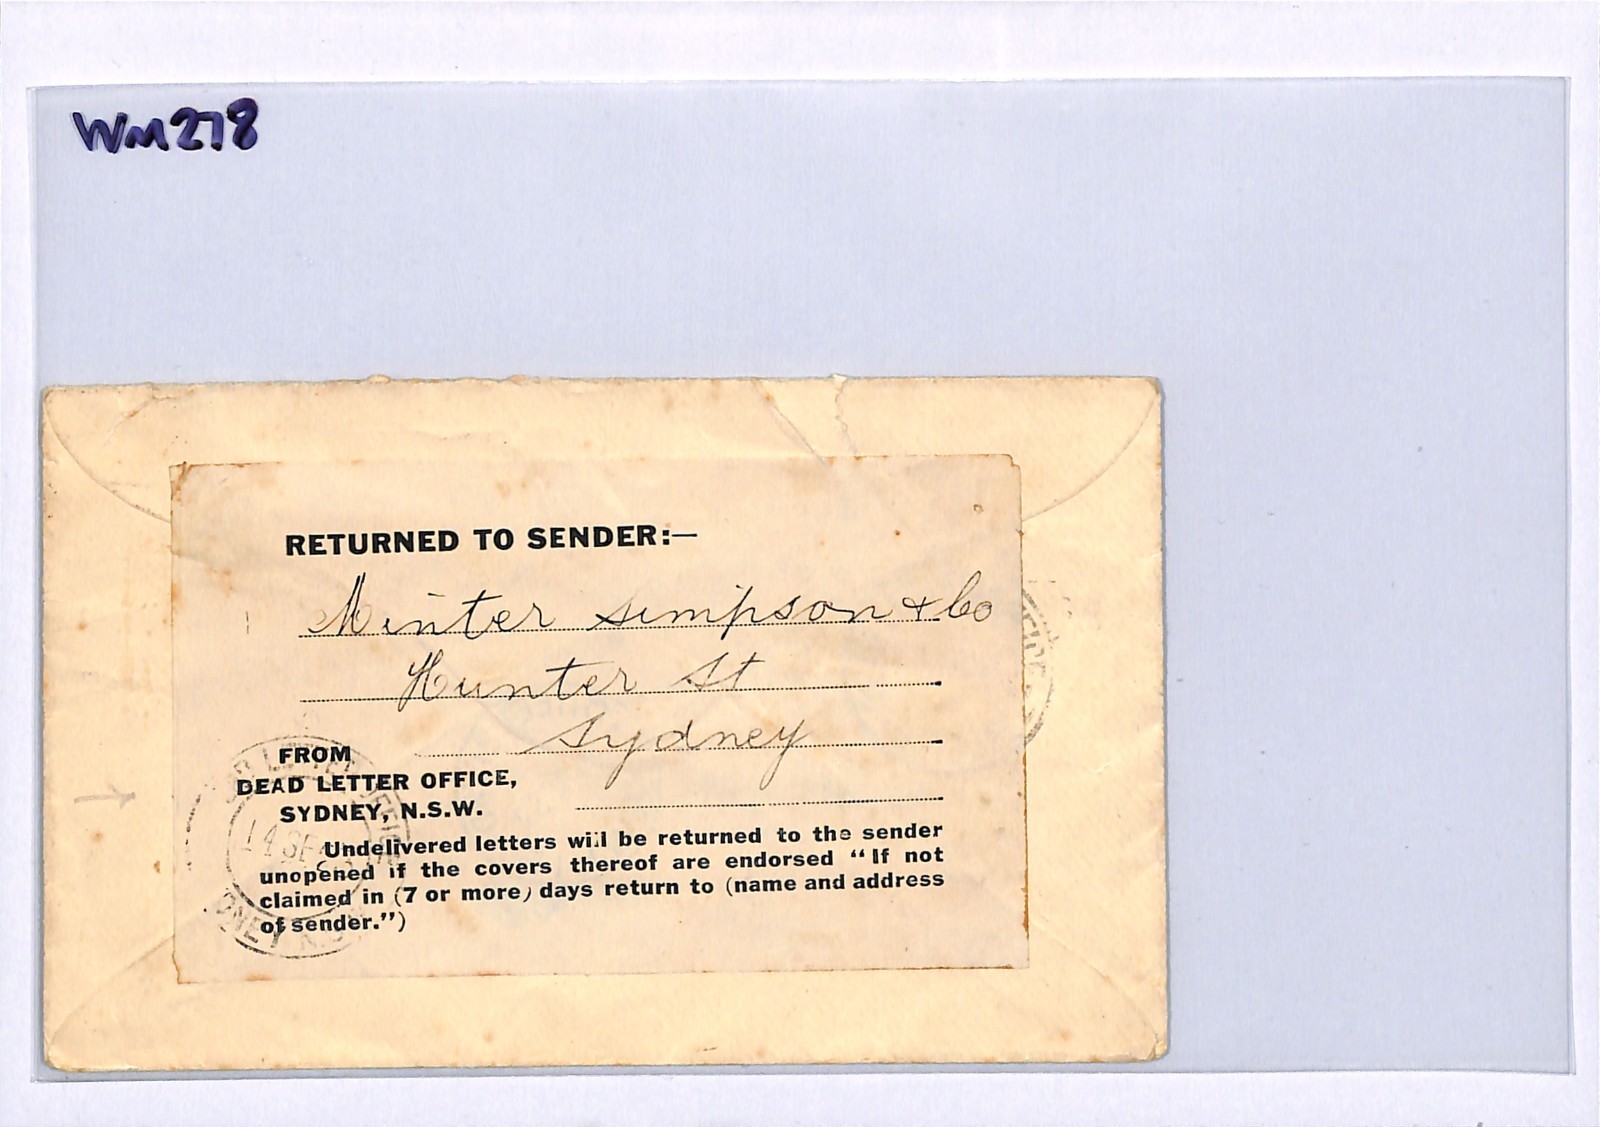 WM278
RETURNED TO SENDER:—
Minter Simpson & Co
Hunter St
Sydney
FROM
DEAD LETTER OFFICE,
SYDNEY, N.S.W.
Undelivered letters will be returned to the sender
unopened if the covers thereof are endorsed “If not
claimed in (7 or more) days return to (name and address
of sender.”)
14 SE